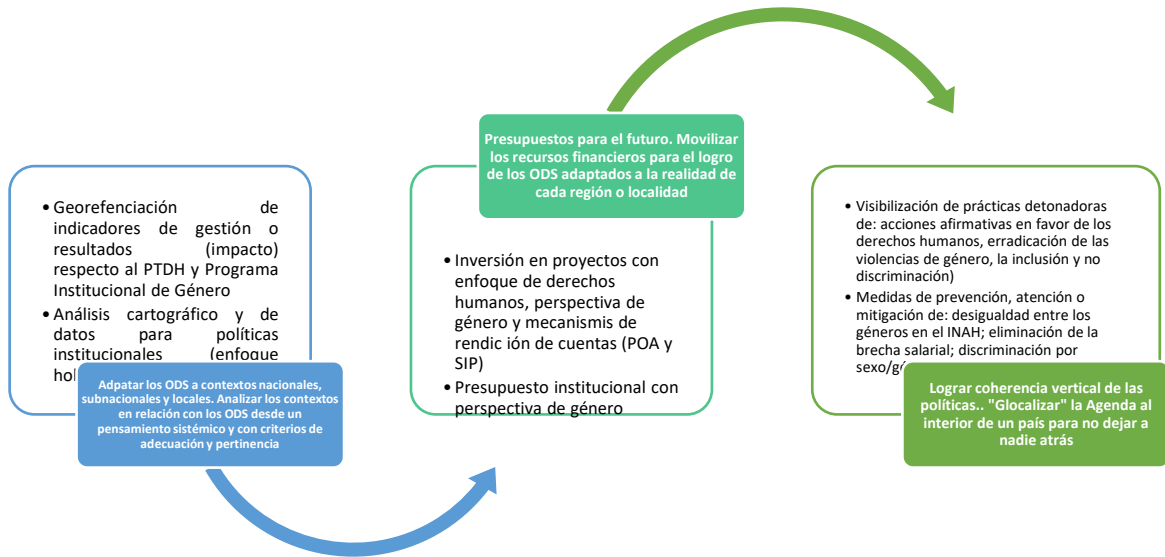 • Georefenciación de
indicadores de gestión o
resultados (impacto)
respecto al PTDH y Programa
Institucional de Género
• Análisis cartográfico y de
datos para políticas
institucionales (enfoque
Adpatar los ODS a contextos nacionales,
subnacionales y locales. Analizar los contextos
en relación con los ODS desde un
pensamiento sistémico y con criterios de
adecuación y pertinencia
Presupuestos para el futuro. Movilizar
los recursos financieros para el logro
de los ODS adaptados a la realidad de
cada región o localidad
• Inversión en proyectos con
enfoque de derechos
humanos, perspectiva de
género y mecanismis de
rendic ión de cuentas (POA y
SIP)
• Presupuesto institucional con
perspectiva de género
• Visibilización de prácticas detonadoras
de: acciones afirmativas en favor de los
derechos humanos, erradicación de las
violencias de género, la inclusión y no
discriminación)
• Medidas de prevención, atención o
mitigación de: desigualdad entre los
géneros en el INAH; eliminación de la
brecha salarial; discriminación por
Lograr coherencia vertical de las
políticas.. "Glocalizar" la Agenda al
interior de un país para no dejar a
nadie atrás